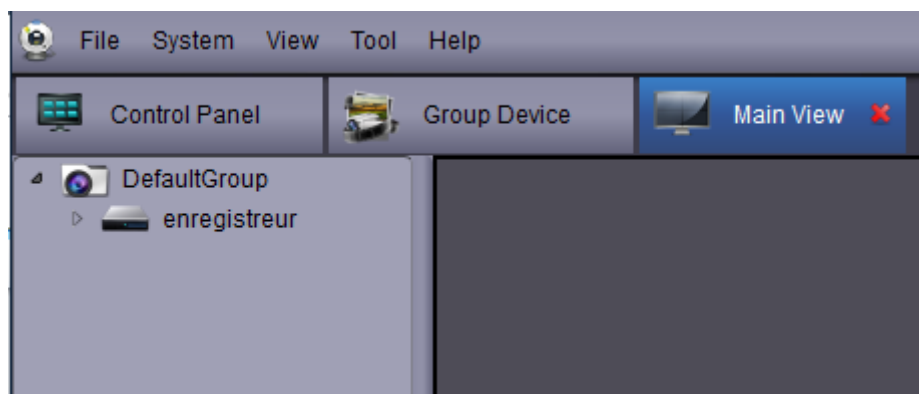 File System View Tool Help
Control Panel Group Device Main View
DefaultGroup
enregistreur